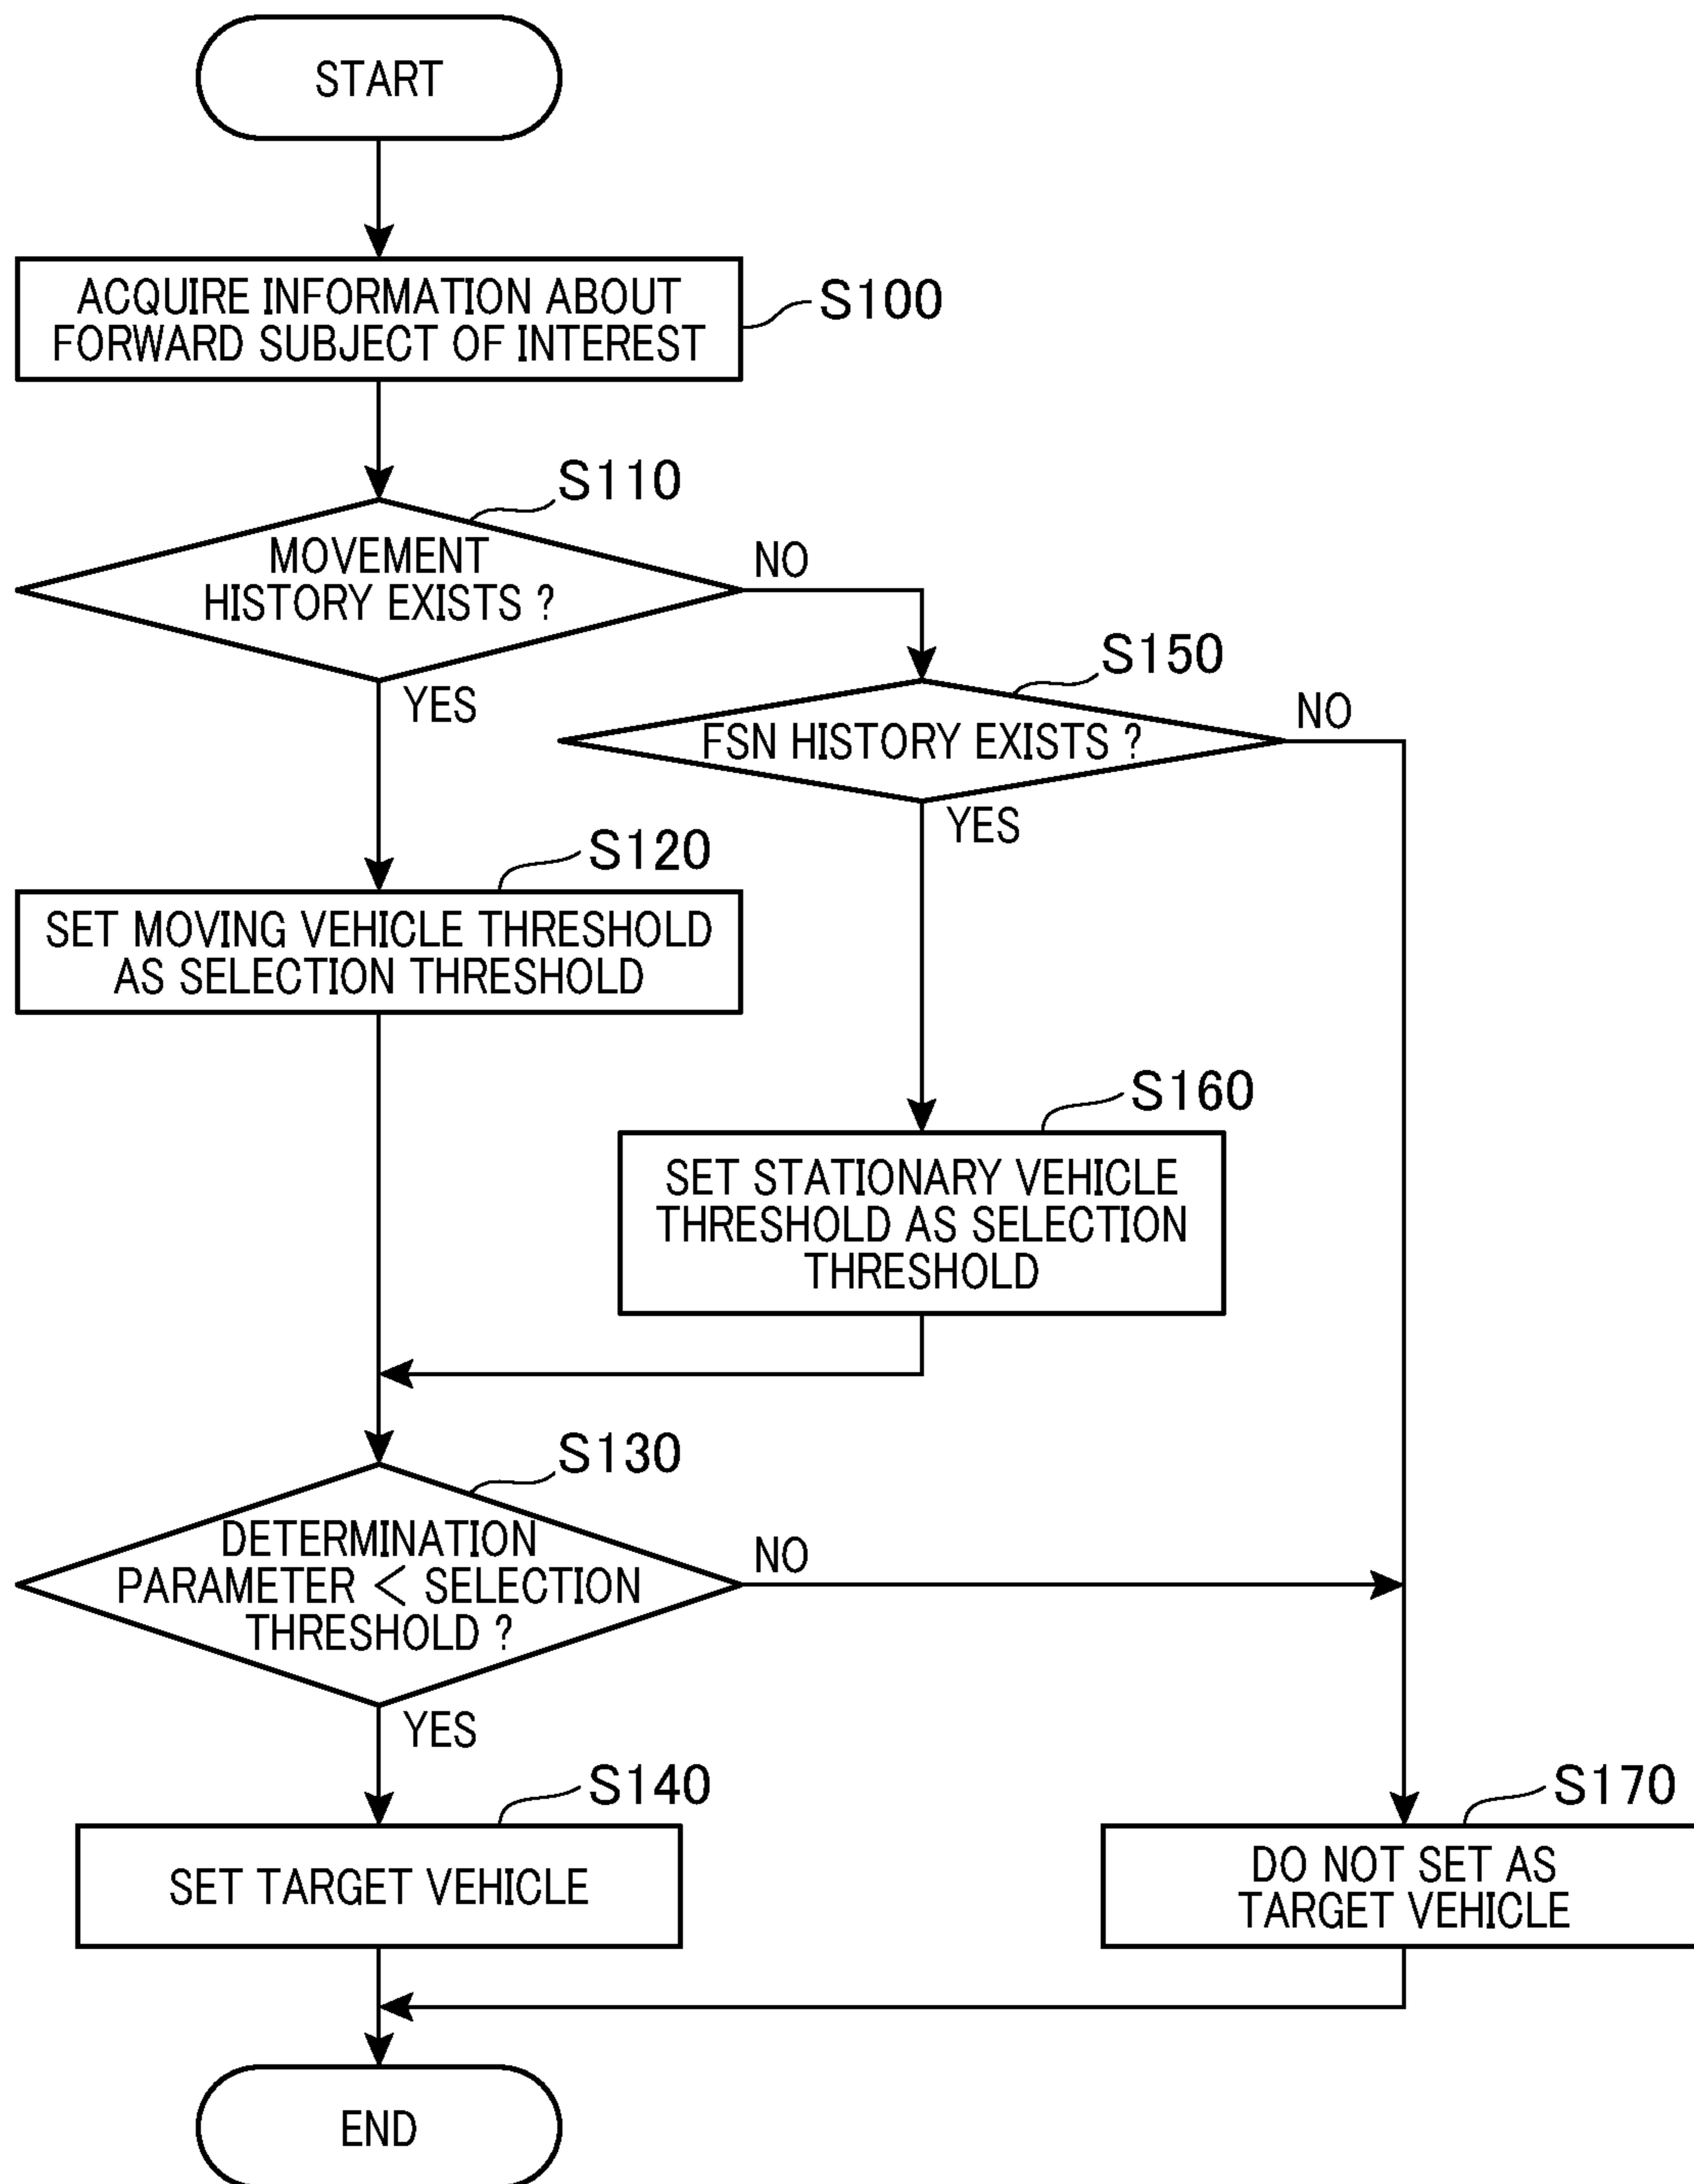 START
ACQUIRE INFORMATION ABOUT
FORWARD SUBJECT OF INTEREST
S100
S110
MOVEMENT
HISTORY EXISTS ?
NO
YES
S150
FSN HISTORY EXISTS ?
NO
YES
S120
SET MOVING VEHICLE THRESHOLD
AS SELECTION THRESHOLD
S160
SET STATIONARY VEHICLE
THRESHOLD AS SELECTION
THRESHOLD
S130
DETERMINATION
PARAMETER < SELECTION
THRESHOLD ?
NO
YES
S140
SET TARGET VEHICLE
S170
DO NOT SET AS
TARGET VEHICLE
END